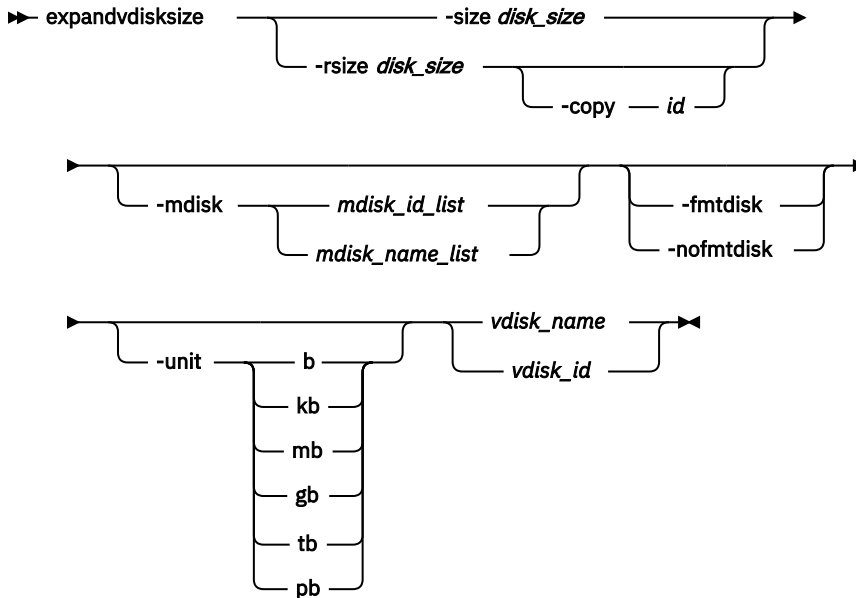 expandvdisksize -size disk_size
-rsize disk_size
-copy id
-mdisk mdisk_id_list -fmtdisk
mdisk_name_list -nofmtdisk
vdisk_name
-unit b vdisk_id
kb
mb
gb
tb
pb